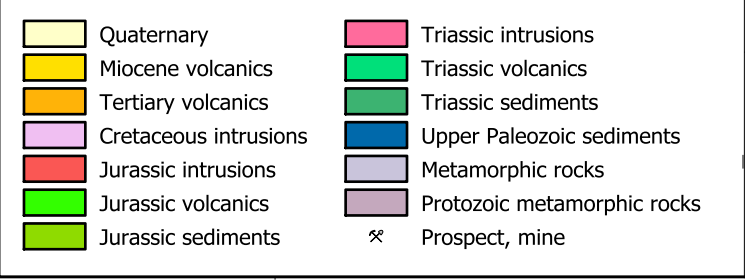 Quaternary
Miocene volcanics
Tertiary volcanics
Cretaceous intrusions
Jurassic intrusions
Jurassic volcanics
Jurassic sediments
Triassic intrusions
Triassic volcanics
Triassic sediments
Upper Paleozoic sediments
Metamorphic rocks
Protozoic metamorphic rocks
Prospect, mine